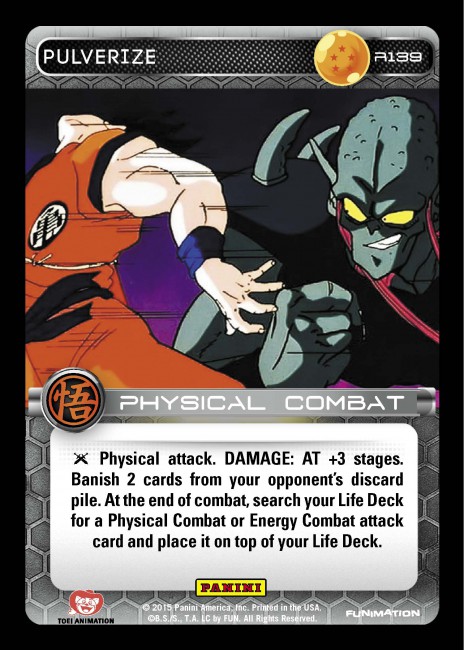 PULVERIZE
R139
亀
悟
PHYSICAL COMBAT
Physical attack. DAMAGE: AT +3 stages.
Banish 2 cards from your opponent's discard
pile. At the end of combat, search your Life Deck
for a Physical Combat or Energy Combat attack
card and place it on top of your Life Deck.
PANINI
TOEI ANIMATION
© 2015 Panini America, Inc. Printed in the USA.
©B.S./S., T.A. LC by FUN. All Rights Reserved.
FUNIMATION